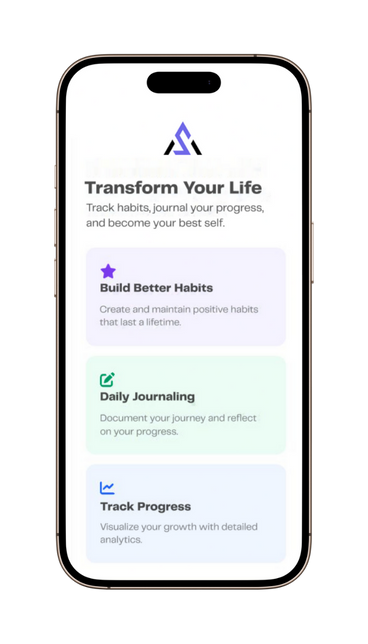 Transform Your Life
Track habits, journal your progress,
and become your best self.
Build Better Habits
Create and maintain positive habits
that last a lifetime.
Daily Journaling
Document your journey and reflect
on your progress.
Track Progress
Visualize your growth with detailed
analytics.